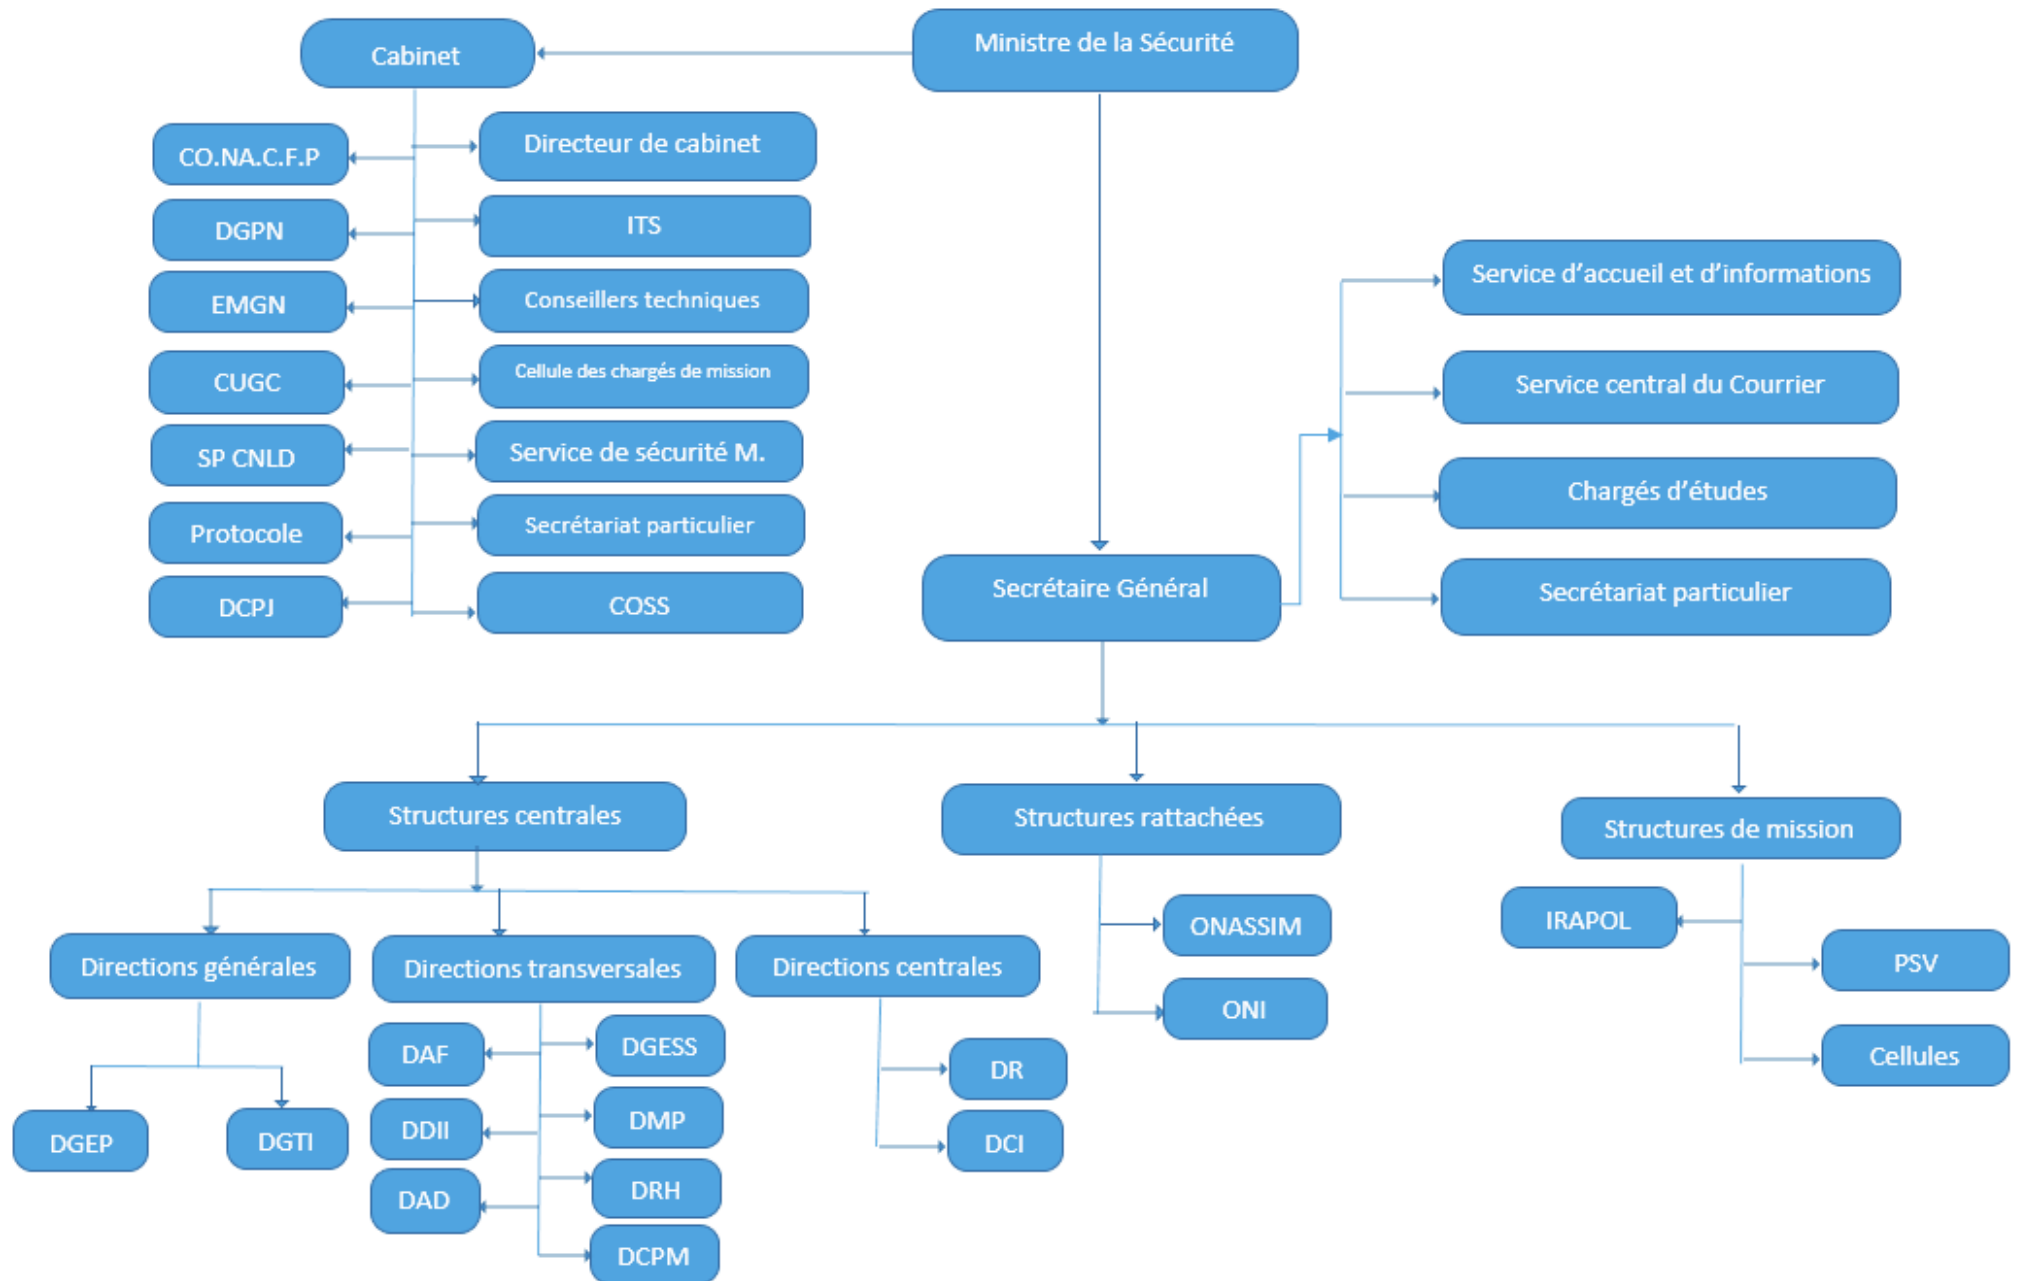 Ministre de la Sécurité
Cabinet
CO.NA.C.F.P
Directeur de cabinet
DGPN
ITS
EMGN
Conseillers techniques
CUGC
Cellule des chargés de mission
SP CNLD
Service de sécurité M.
Protocole
Secrétariat particulier
DCPJ
COSS
Service d’accueil et d’informations
Service central du Courrier
Chargés d’études
Secrétariat particulier
Secrétaire Général
Structures centrales
Structures rattachées
Structures de mission
Directions générales
Directions transversales
Directions centrales
DGEP
DGTI
DAF
DGESS
DDII
DMP
DAD
DRH
DCPM
DR
DCI
ONASSIM
ONI
IRAPOL
PSV
Cellules